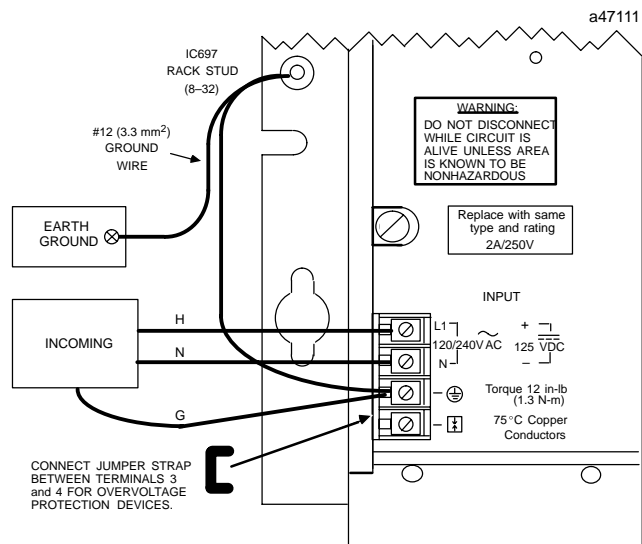 a47111
IC697
RACK STUD
(8–32)
#12 (3.3 mm²)
GROUND
WIRE
WARNING:
DO NOT DISCONNECT
WHILE CIRCUIT IS
ALIVE UNLESS AREA
IS KNOWN TO BE
NONHAZARDOUS
EARTH
GROUND
Replace with same
type and rating
2A/250V
INPUT
INCOMING
H
N
G
L1
120/240V AC
N
+
125 VDC
–
Torque 12 in-lb
(1.3 N-m)
75°C Copper
Conductors
CONNECT JUMPER STRAP
BETWEEN TERMINALS 3
and 4 FOR OVERVOLTAGE
PROTECTION DEVICES.